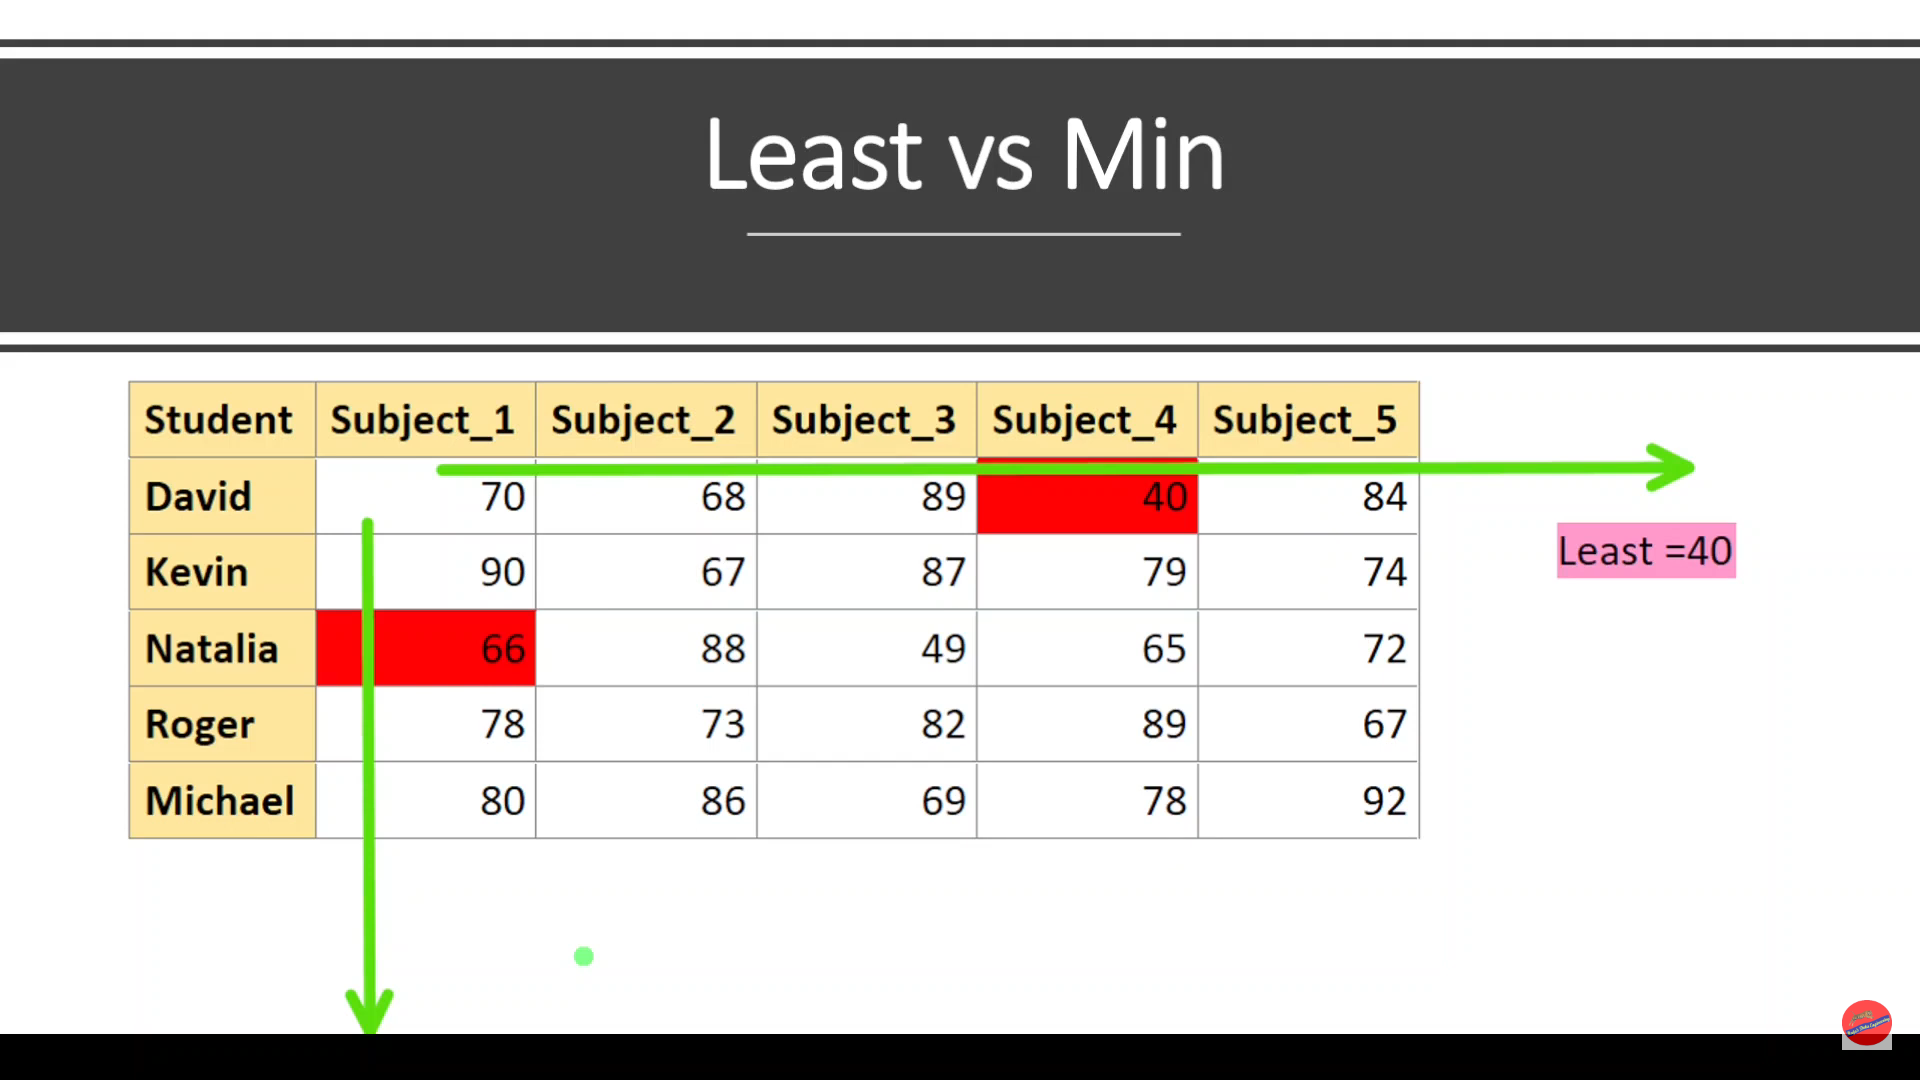 Least vs Min
Student Subject_1 Subject_2 Subject_3 Subject_4 Subject_5
David 70 68 89 40 84
Least =40
Kevin 90 67 87 79 74
Natalia 66 88 49 65 72
Roger 78 73 82 89 67
Michael 80 86 69 78 92